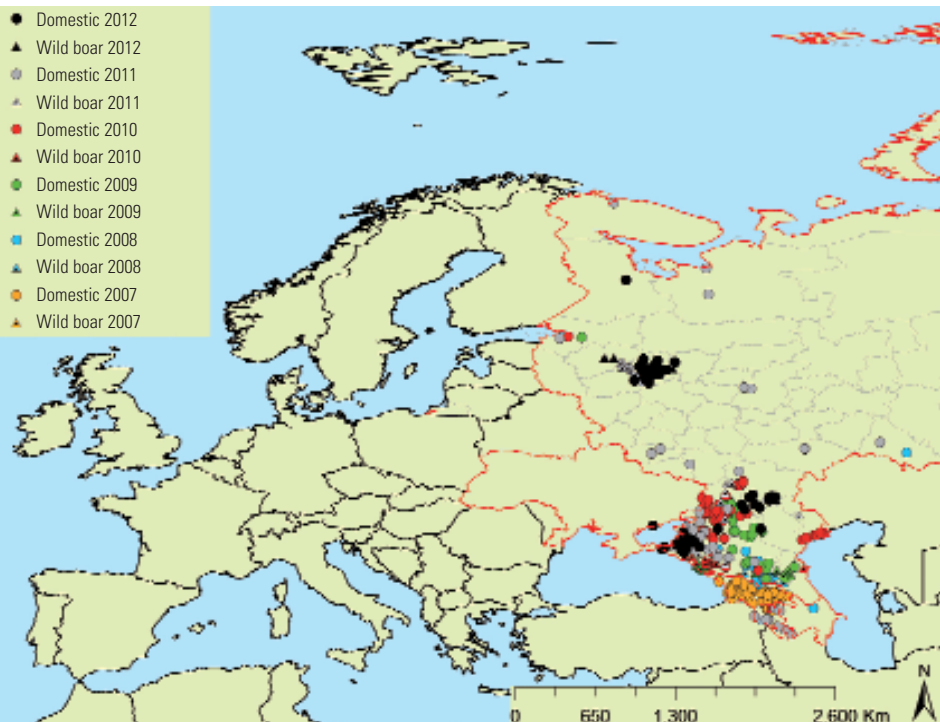 Domestic 2012
Wild boar 2012
Domestic 2011
Wild boar 2011
Domestic 2010
Wild boar 2010
Domestic 2009
Wild boar 2009
Domestic 2008
Wild boar 2008
Domestic 2007
Wild boar 2007
N
0 650 1.300 2.600 Km